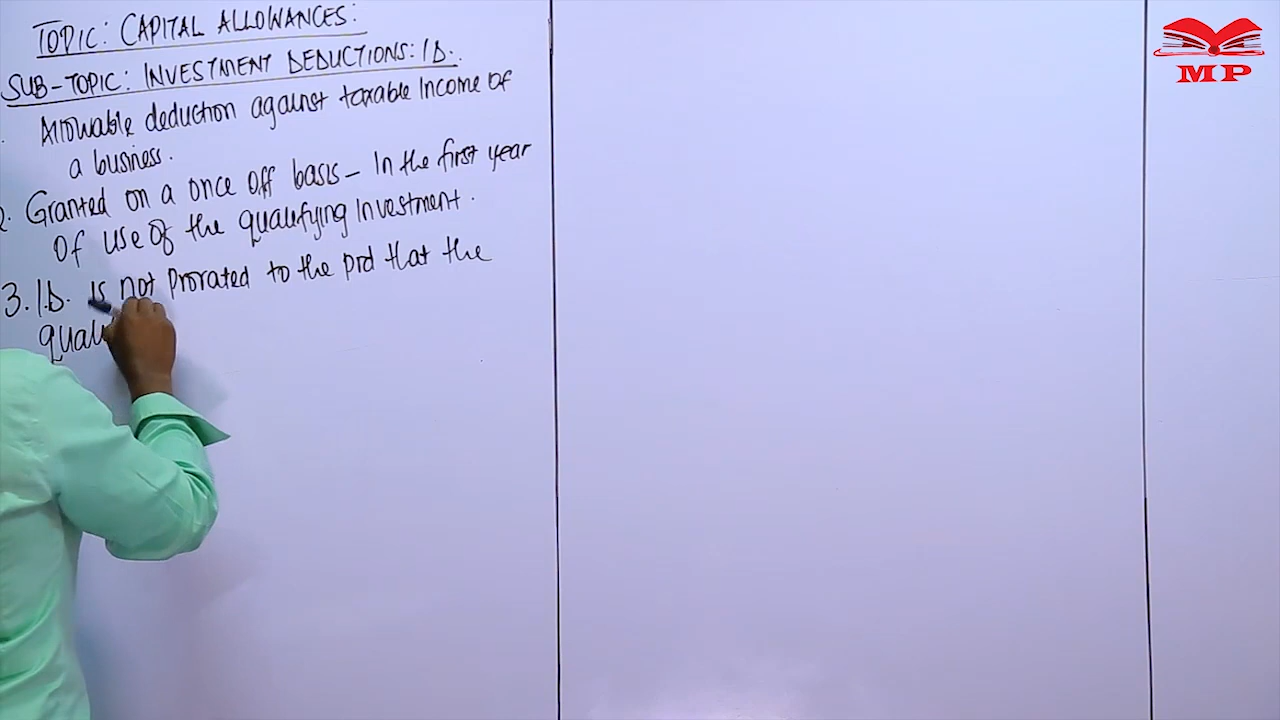 TOPIC: CAPITAL ALLOWANCES:
SUB-TOPIC: INVESTMENT DEDUCTIONS: I.D.
Allowable deduction against taxable income of
a business.
2. Granted on a once off basis - In the first year
of use of the qualifying investment.
3. I.D. is not prorated to the prd that the
MP